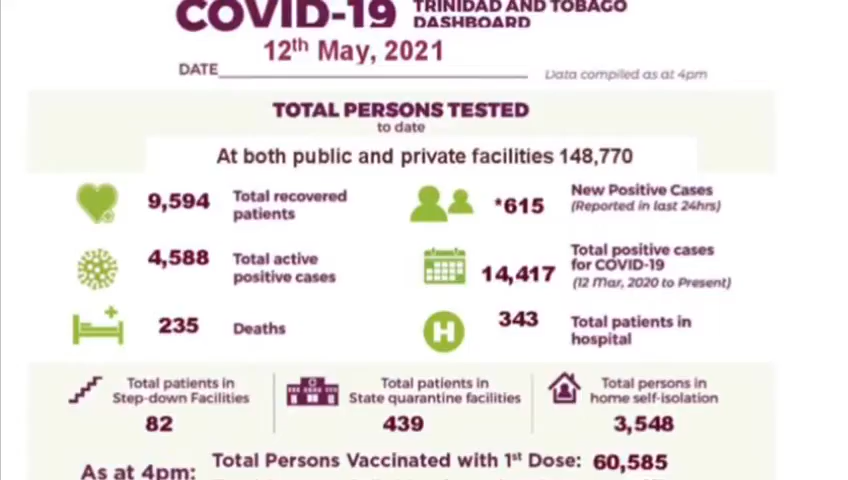 COVID-19 TRINIDAD AND TOBAGO
DASHBOARD
12th May, 2021
DATE
Data compiled as at 4pm
TOTAL PERSONS TESTED
to date
At both public and private facilities 148,770
9,594 Total recovered patients
*615 New Positive Cases
(Reported in last 24hrs)
4,588 Total active positive cases
14,417 Total positive cases for COVID-19
(12 Mar, 2020 to Present)
235 Deaths
H
343 Total patients in hospital
Total patients in
Step-down Facilities
82
Total patients in
State quarantine facilities
439
Total persons in
home self-isolation
3,548
As at 4pm: Total Persons Vaccinated with 1st Dose: 60,585